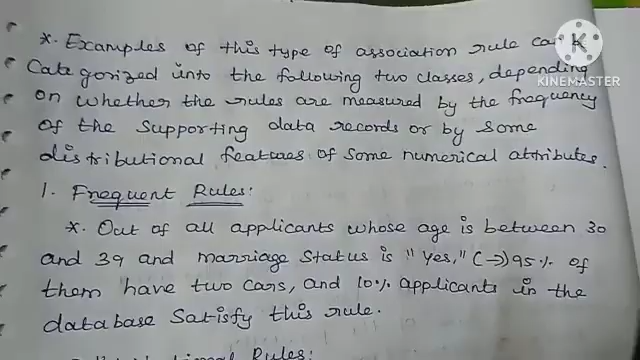 *. Examples of this type of association rule can be
Categorized into the following two classes, depending
on whether the rules are measured by the frequency
of the supporting data records or by some
distributional features of some numerical attributes.
1. Frequent Rules:
*. Out of all applicants whose age is between 30
and 39 and marriage status is "yes," (→) 95% of
them have two cars, and 10% applicants in the
database satisfy this rule.
Rules:
KINEMASTER